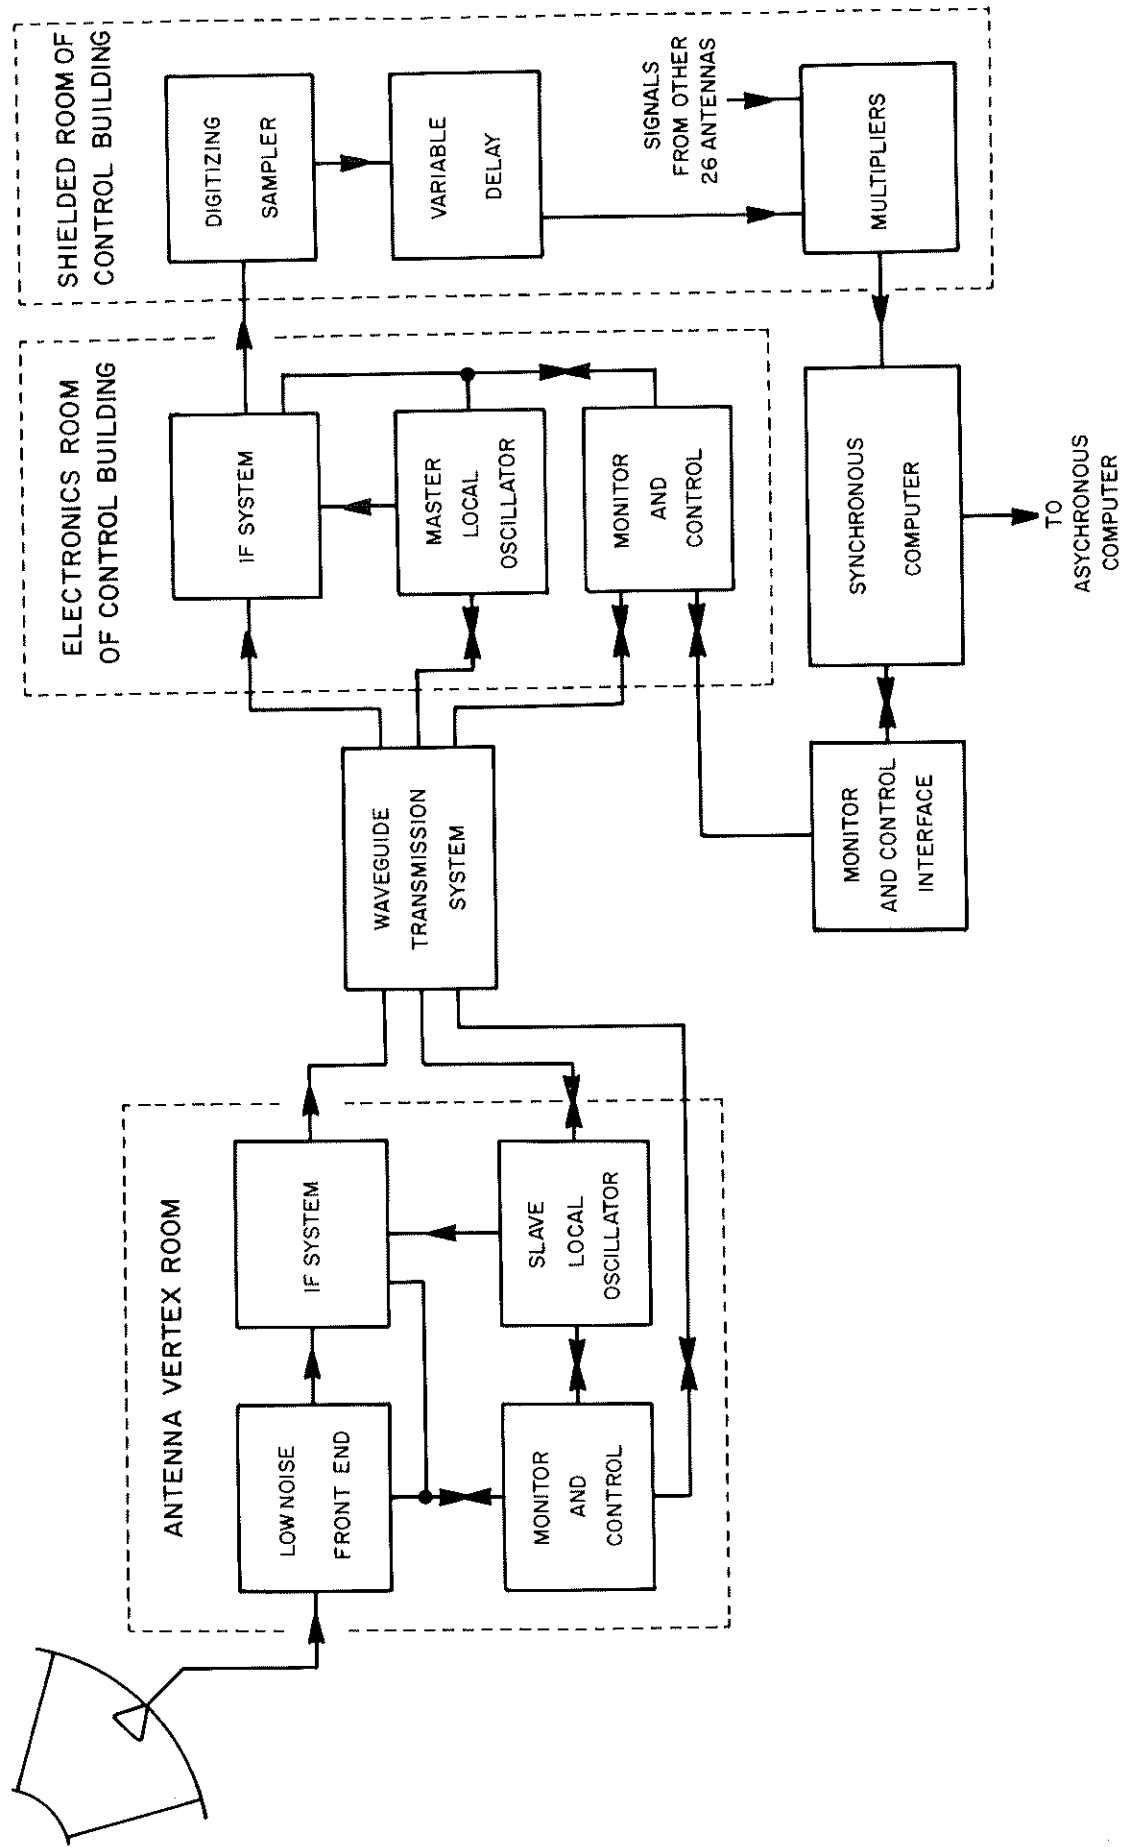 ANTENNA VERTEX ROOM
LOW NOISE
FRONT END
IF SYSTEM
MONITOR
AND
CONTROL
SLAVE
LOCAL
OSCILLATOR
WAVEGUIDE
TRANSMISSION
SYSTEM
ELECTRONICS ROOM
OF CONTROL BUILDING
IF SYSTEM
MASTER
LOCAL
OSCILLATOR
MONITOR
AND
CONTROL
SHIELDED ROOM OF
CONTROL BUILDING
DIGITIZING
SAMPLER
VARIABLE
DELAY
SIGNALS
FROM OTHER
26 ANTENNAS
MULTIPLIERS
MONITOR
AND CONTROL
INTERFACE
SYNCHRONOUS
COMPUTER
TO
ASYCHRONOUS
COMPUTER